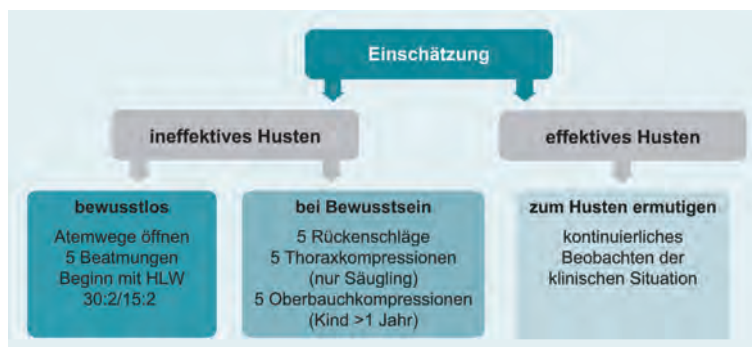 Einschätzung
ineffektives Husten
effektives Husten
bewusstlos
Atemwege öffnen
5 Beatmungen
Beginn mit HLW
30:2/15:2
bei Bewusstsein
5 Rückenschläge
5 Thoraxkompressionen
(nur Säugling)
5 Oberbauchkompressionen
(Kind >1 Jahr)
zum Husten ermutigen
kontinuierliches
Beobachten der
klinischen Situation